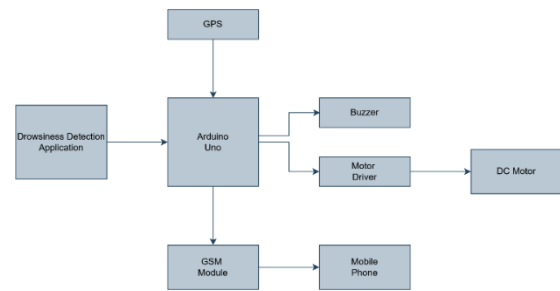 GPS
Drowsiness Detection
Application
Arduino
Uno
Buzzer
Motor
Driver
DC Motor
GSM
Module
Mobile
Phone